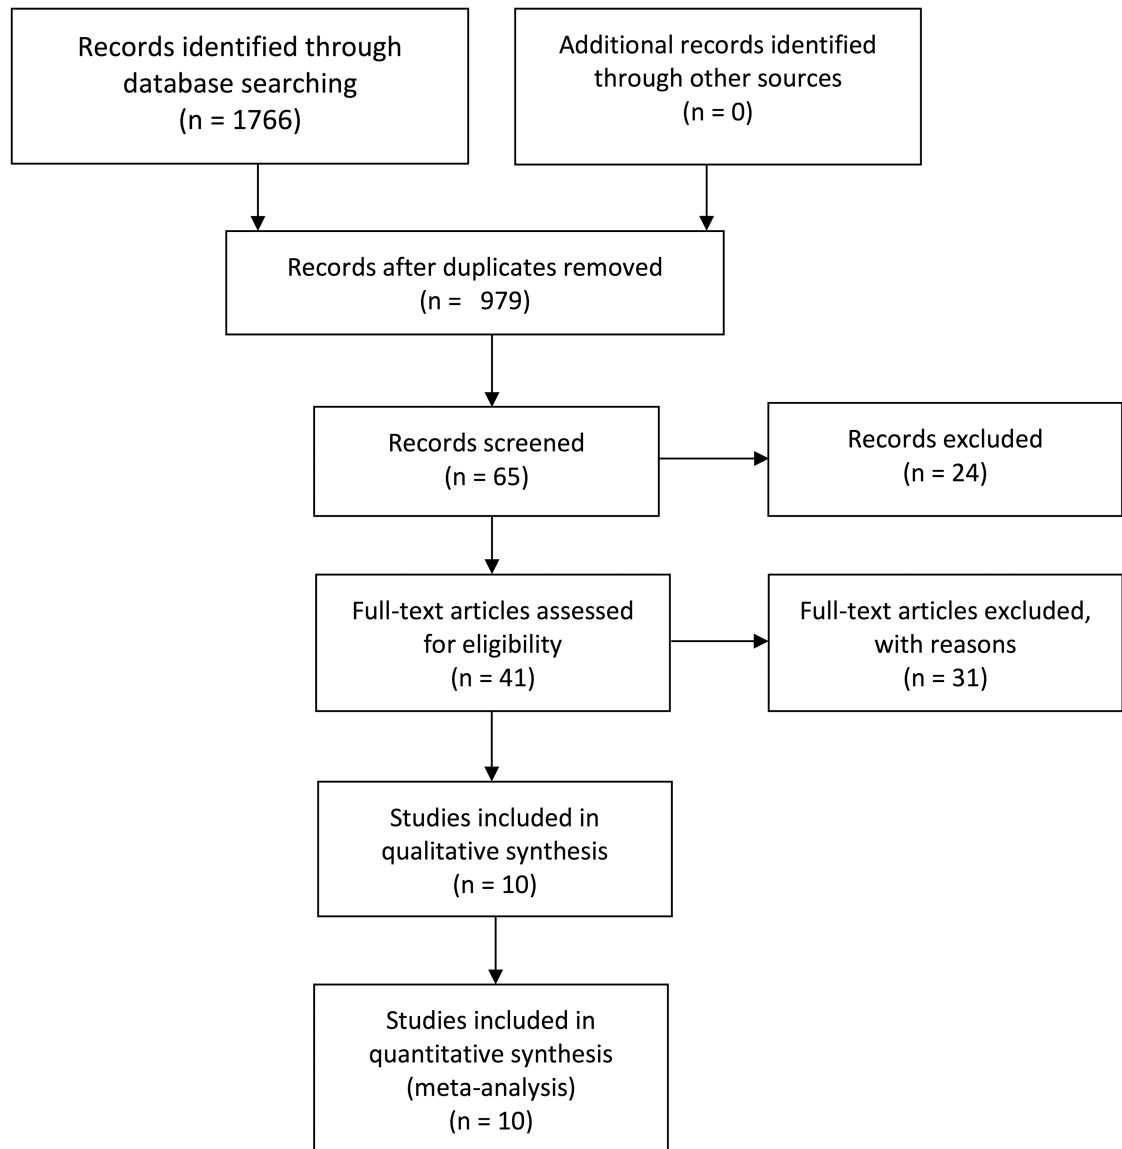 Records identified through
database searching
(n = 1766)
Additional records identified
through other sources
(n = 0)
Records after duplicates removed
(n =   979)
Records screened
(n = 65)
Records excluded
(n = 24)
Full-text articles assessed
for eligibility
(n = 41)
Full-text articles excluded,
with reasons
(n = 31)
Studies included in
qualitative synthesis
(n = 10)
Studies included in
quantitative synthesis
(meta-analysis)
(n = 10)